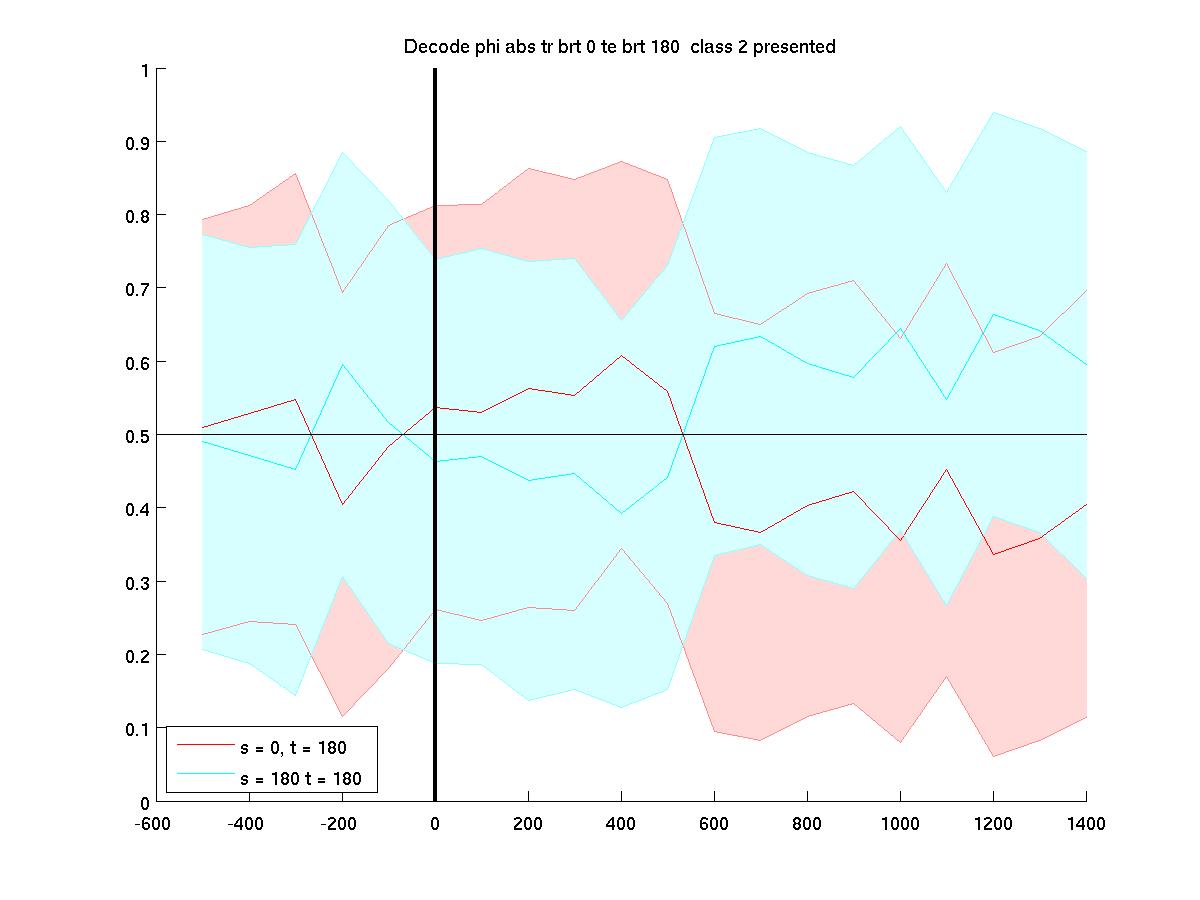 Decode phi abs tr brt 0 te brt 180  class 2 presented
1
0.9
0.8
0.7
0.6
0.5
0.4
0.3
0.2
0.1
0
s = 0, t = 180
s = 180 t = 180
-600 -400 -200 0 200 400 600 800 1000 1200 1400